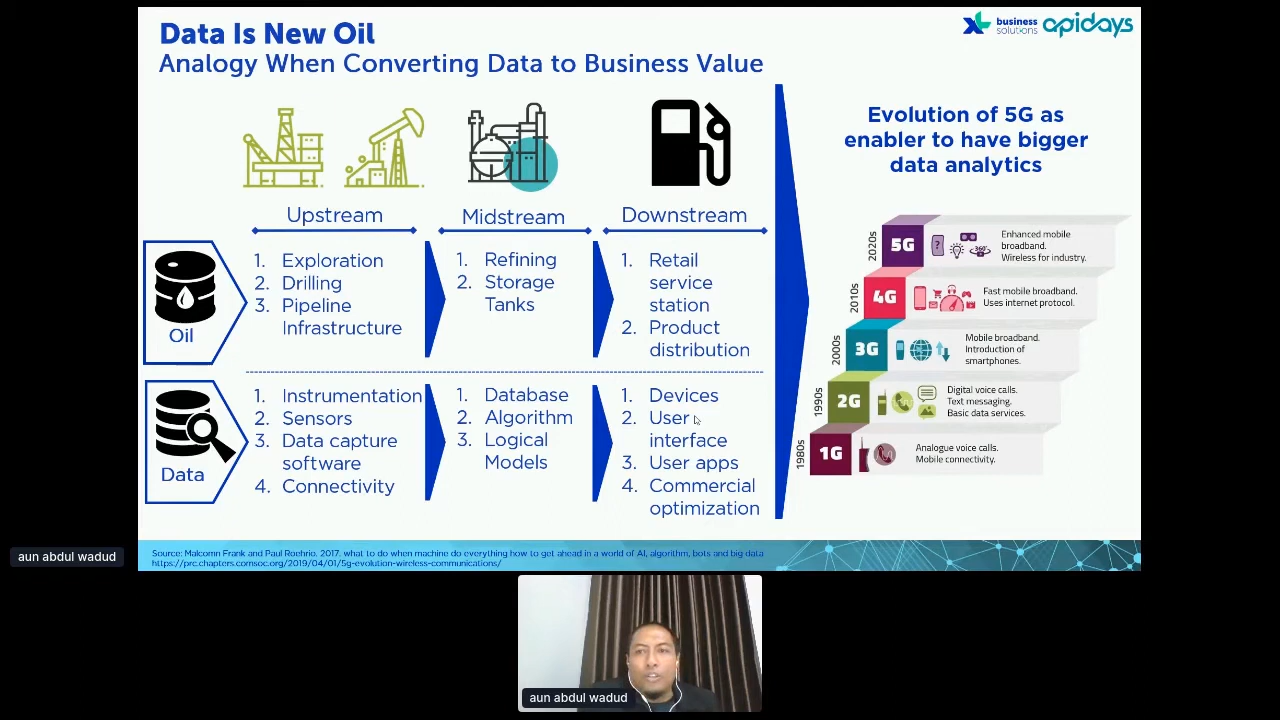 Data Is New Oil
Analogy When Converting Data to Business Value
XL business
solutions
apidays
Upstream
Midstream
Downstream
Oil
1. Exploration
2. Drilling
3. Pipeline
Infrastructure
1. Refining
2. Storage
Tanks
1. Retail
service
station
2. Product
distribution
Data
1. Instrumentation
2. Sensors
3. Data capture
software
4. Connectivity
1. Database
2. Algorithm
3. Logical
Models
1. Devices
2. User
interface
3. User apps
4. Commercial
optimization
Evolution of 5G as
enabler to have bigger
data analytics
2020s
5G
Enhanced mobile
broadband.
Wireless for industry.
2010s
4G
Fast mobile broadband.
Uses internet protocol.
2000s
3G
Mobile broadband.
Introduction of
smartphones.
1990s
2G
Digital voice calls.
Text messaging.
Basic data services.
1980s
1G
Analogue voice calls.
Mobile connectivity.
Source: Malcomn Frank and Paul Roehrio. 2017. what to do when machine do everything how to get ahead in a world of AI, algorithm, bots and big data
https://prc.chapters.comsoc.org/2019/04/01/5g-evolution-wireless-communications/
aun abdul wadud
aun abdul wadud